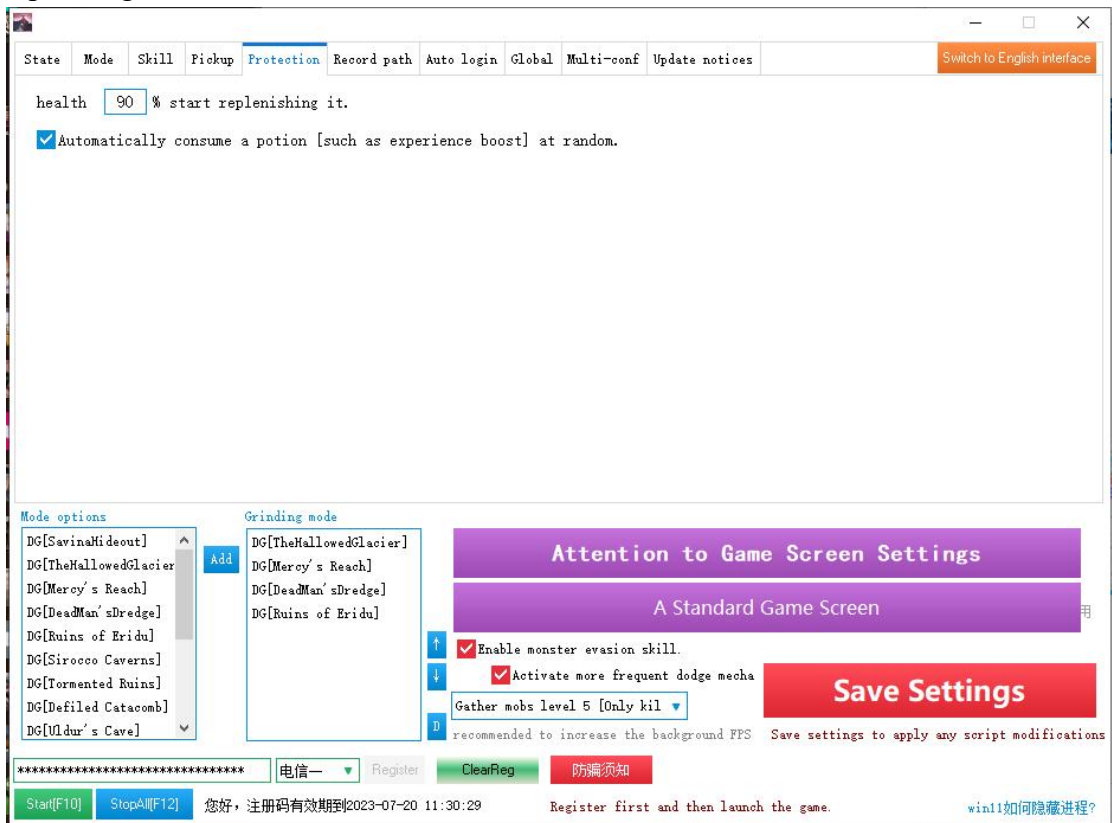 State Mode Skill Pickup Protection Record path Auto login Global Multi-conf Update notices Switch to English interface
health 90 % start replenishing it.
Automatically consume a potion [such as experience boost] at random.
Mode options
DG[SavinaHideout]
DG[TheHallowedGlacier
DG[Mercy's Reach]
DG[DeadMan'sDredge]
DG[Ruins of Eridu]
DG[Sirocco Caverns]
DG[Tormented Ruins]
DG[Defiled Catacomb]
DG[Uldur's Cave]
Add
Grinding mode
DG[TheHallowedGlacier]
DG[Mercy's Reach]
DG[DeadMan'sDredge]
DG[Ruins of Eridu]
↑
↓
D
Attention to Game Screen Settings
A Standard Game Screen
用
Enable monster evasion skill.
Activate more frequent dodge mecha
Gather mobs level 5 [Only kil
recommended to increase the background FPS
Save Settings
Save settings to apply any script modifications
********************************* 电信一 Register ClearReg 防骗须知
Start[F10] StopAll[F12] 您好，注册码有效期到2023-07-20 11:30:29 Register first and then launch the game. win11如何隐藏进程?